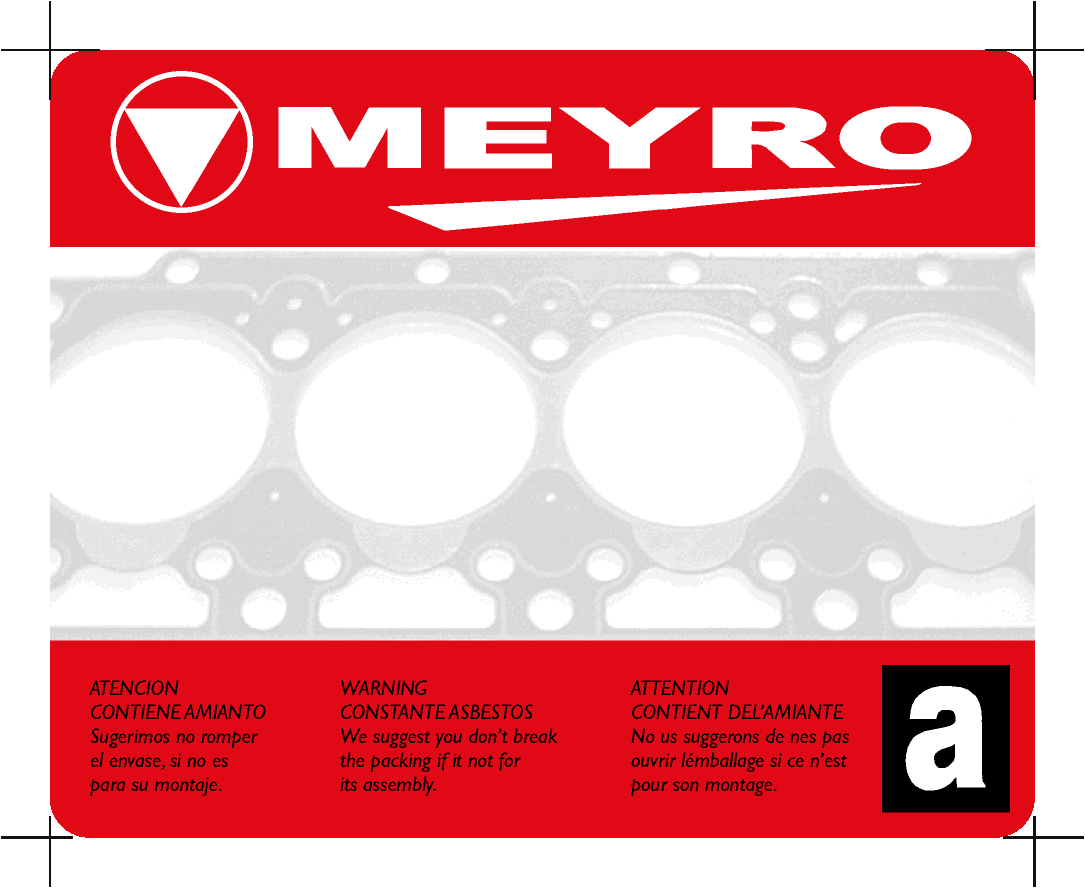 MEYRO
ATENCION
CONTIENE AMIANTO
Sugerimos no romper
el envase, si no es
para su montaje.
WARNING
CONSTANTE ASBESTOS
We suggest you don't break
the packing if it not for
its assembly.
ATTENTION
CONTIENT DEL'AMIANTE
No us suggerons de nes pas
ouvrir lémballage si ce n'est
pour son montage.
a